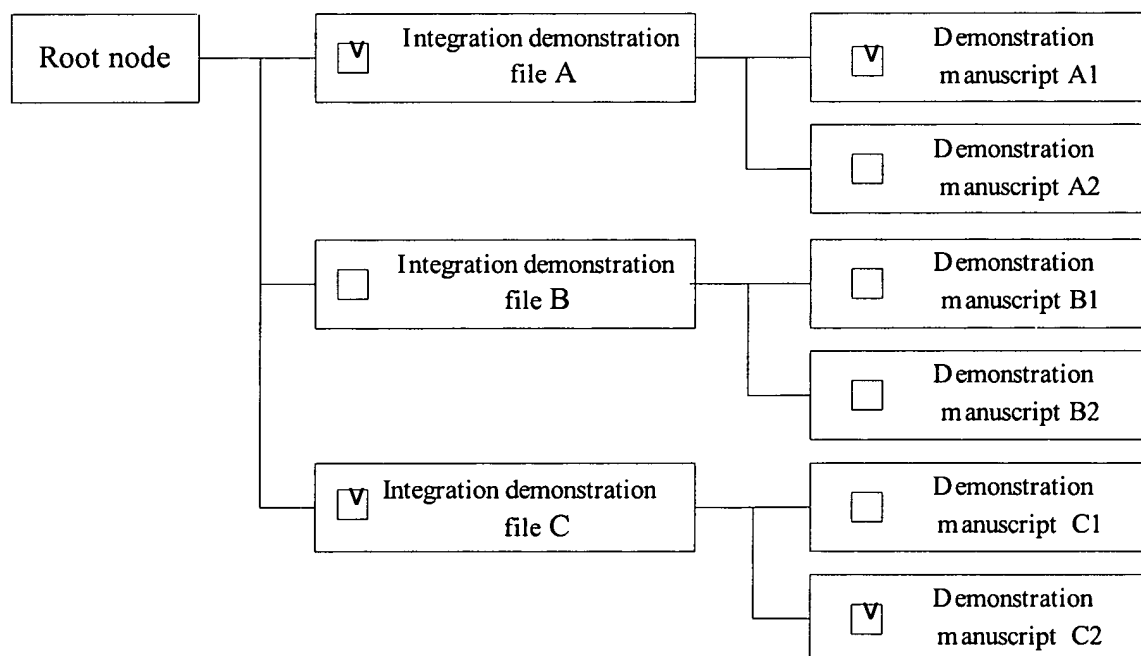 Root node
V
Integration demonstration
file A
V
Demonstration
manuscript A1
Demonstration
manuscript A2
Integration demonstration
file B
Demonstration
manuscript B1
Demonstration
manuscript B2
V
Integration demonstration
file C
Demonstration
manuscript C1
V
Demonstration
manuscript C2